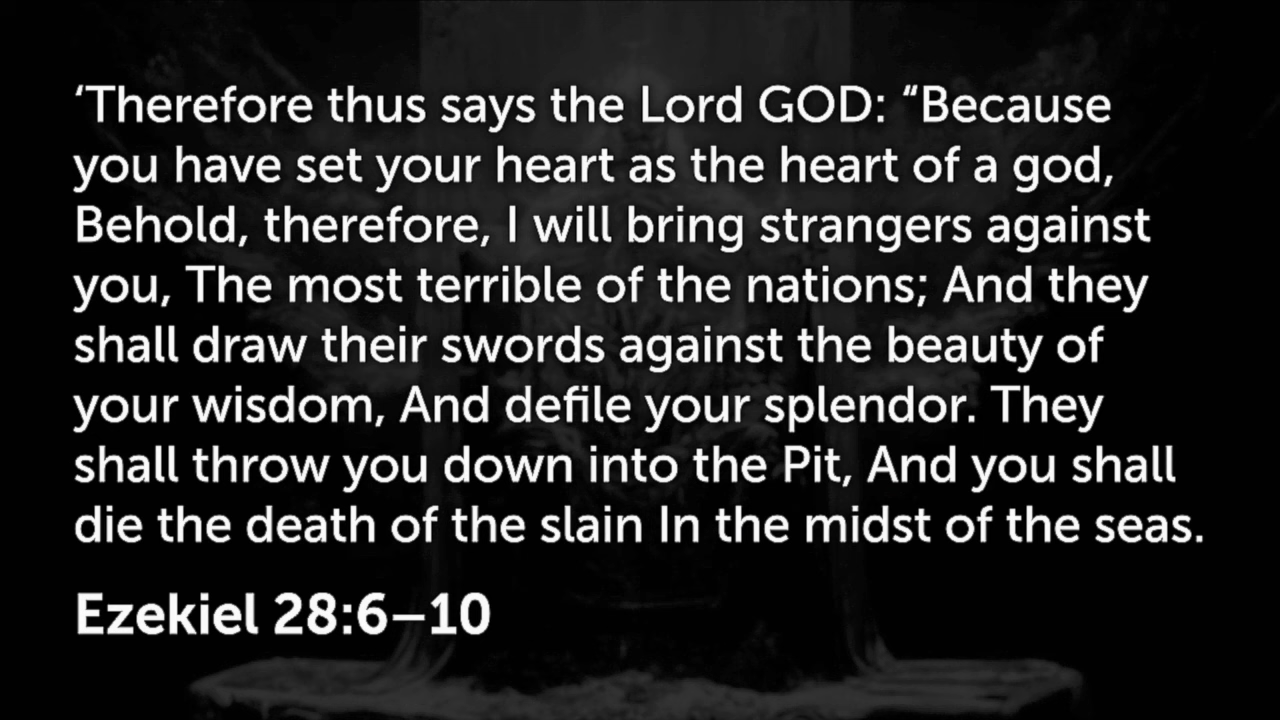 ‘Therefore thus says the Lord GOD: “Because
you have set your heart as the heart of a god,
Behold, therefore, I will bring strangers against
you, The most terrible of the nations; And they
shall draw their swords against the beauty of
your wisdom, And defile your splendor. They
shall throw you down into the Pit, And you shall
die the death of the slain In the midst of the seas.
Ezekiel 28:6–10